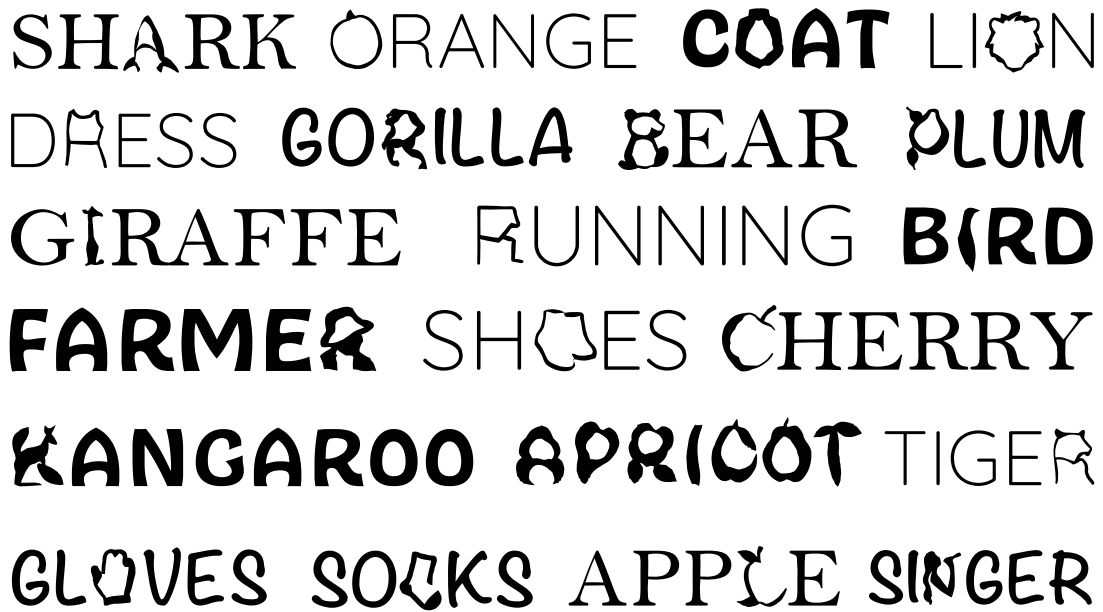 SHARK ORANGE COAT LION
DRESS GORILLA BEAR PLUM
GIRAFFE RUNNING BIRD
FARMER SHOES CHERRY
KANGAROO APRICOT TIGER
GLOVES SOCKS APPLE SINGER